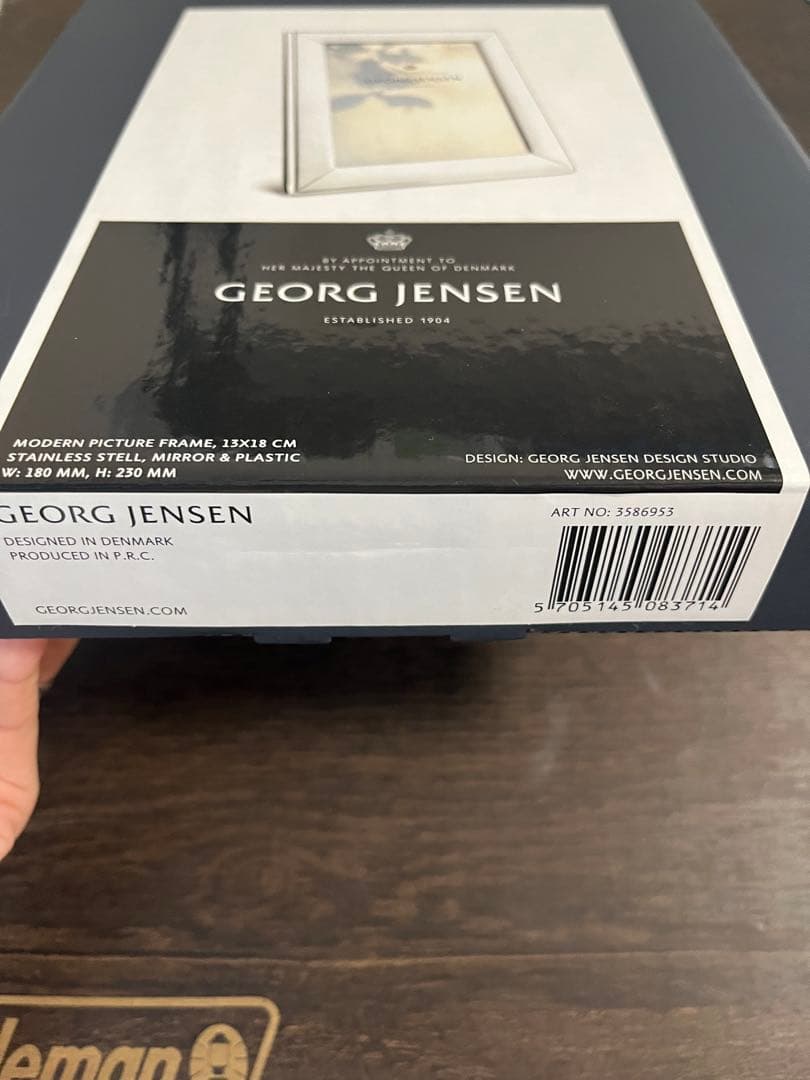 BY APPOINTMENT TO
HER MAJESTY THE QUEEN OF DENMARK
GEORG JENSEN
ESTABLISHED 1904
MODERN PICTURE FRAME, 13X18 CM
STAINLESS STELL, MIRROR & PLASTIC
W: 180 MM, H: 230 MM
DESIGN: GEORG JENSEN DESIGN STUDIO
WWW.GEORGJENSEN.COM
GEORG JENSEN
DESIGNED IN DENMARK
PRODUCED IN P.R.C.
GEORGJENSEN.COM
ART NO: 3586953
5 705145 083714
leman